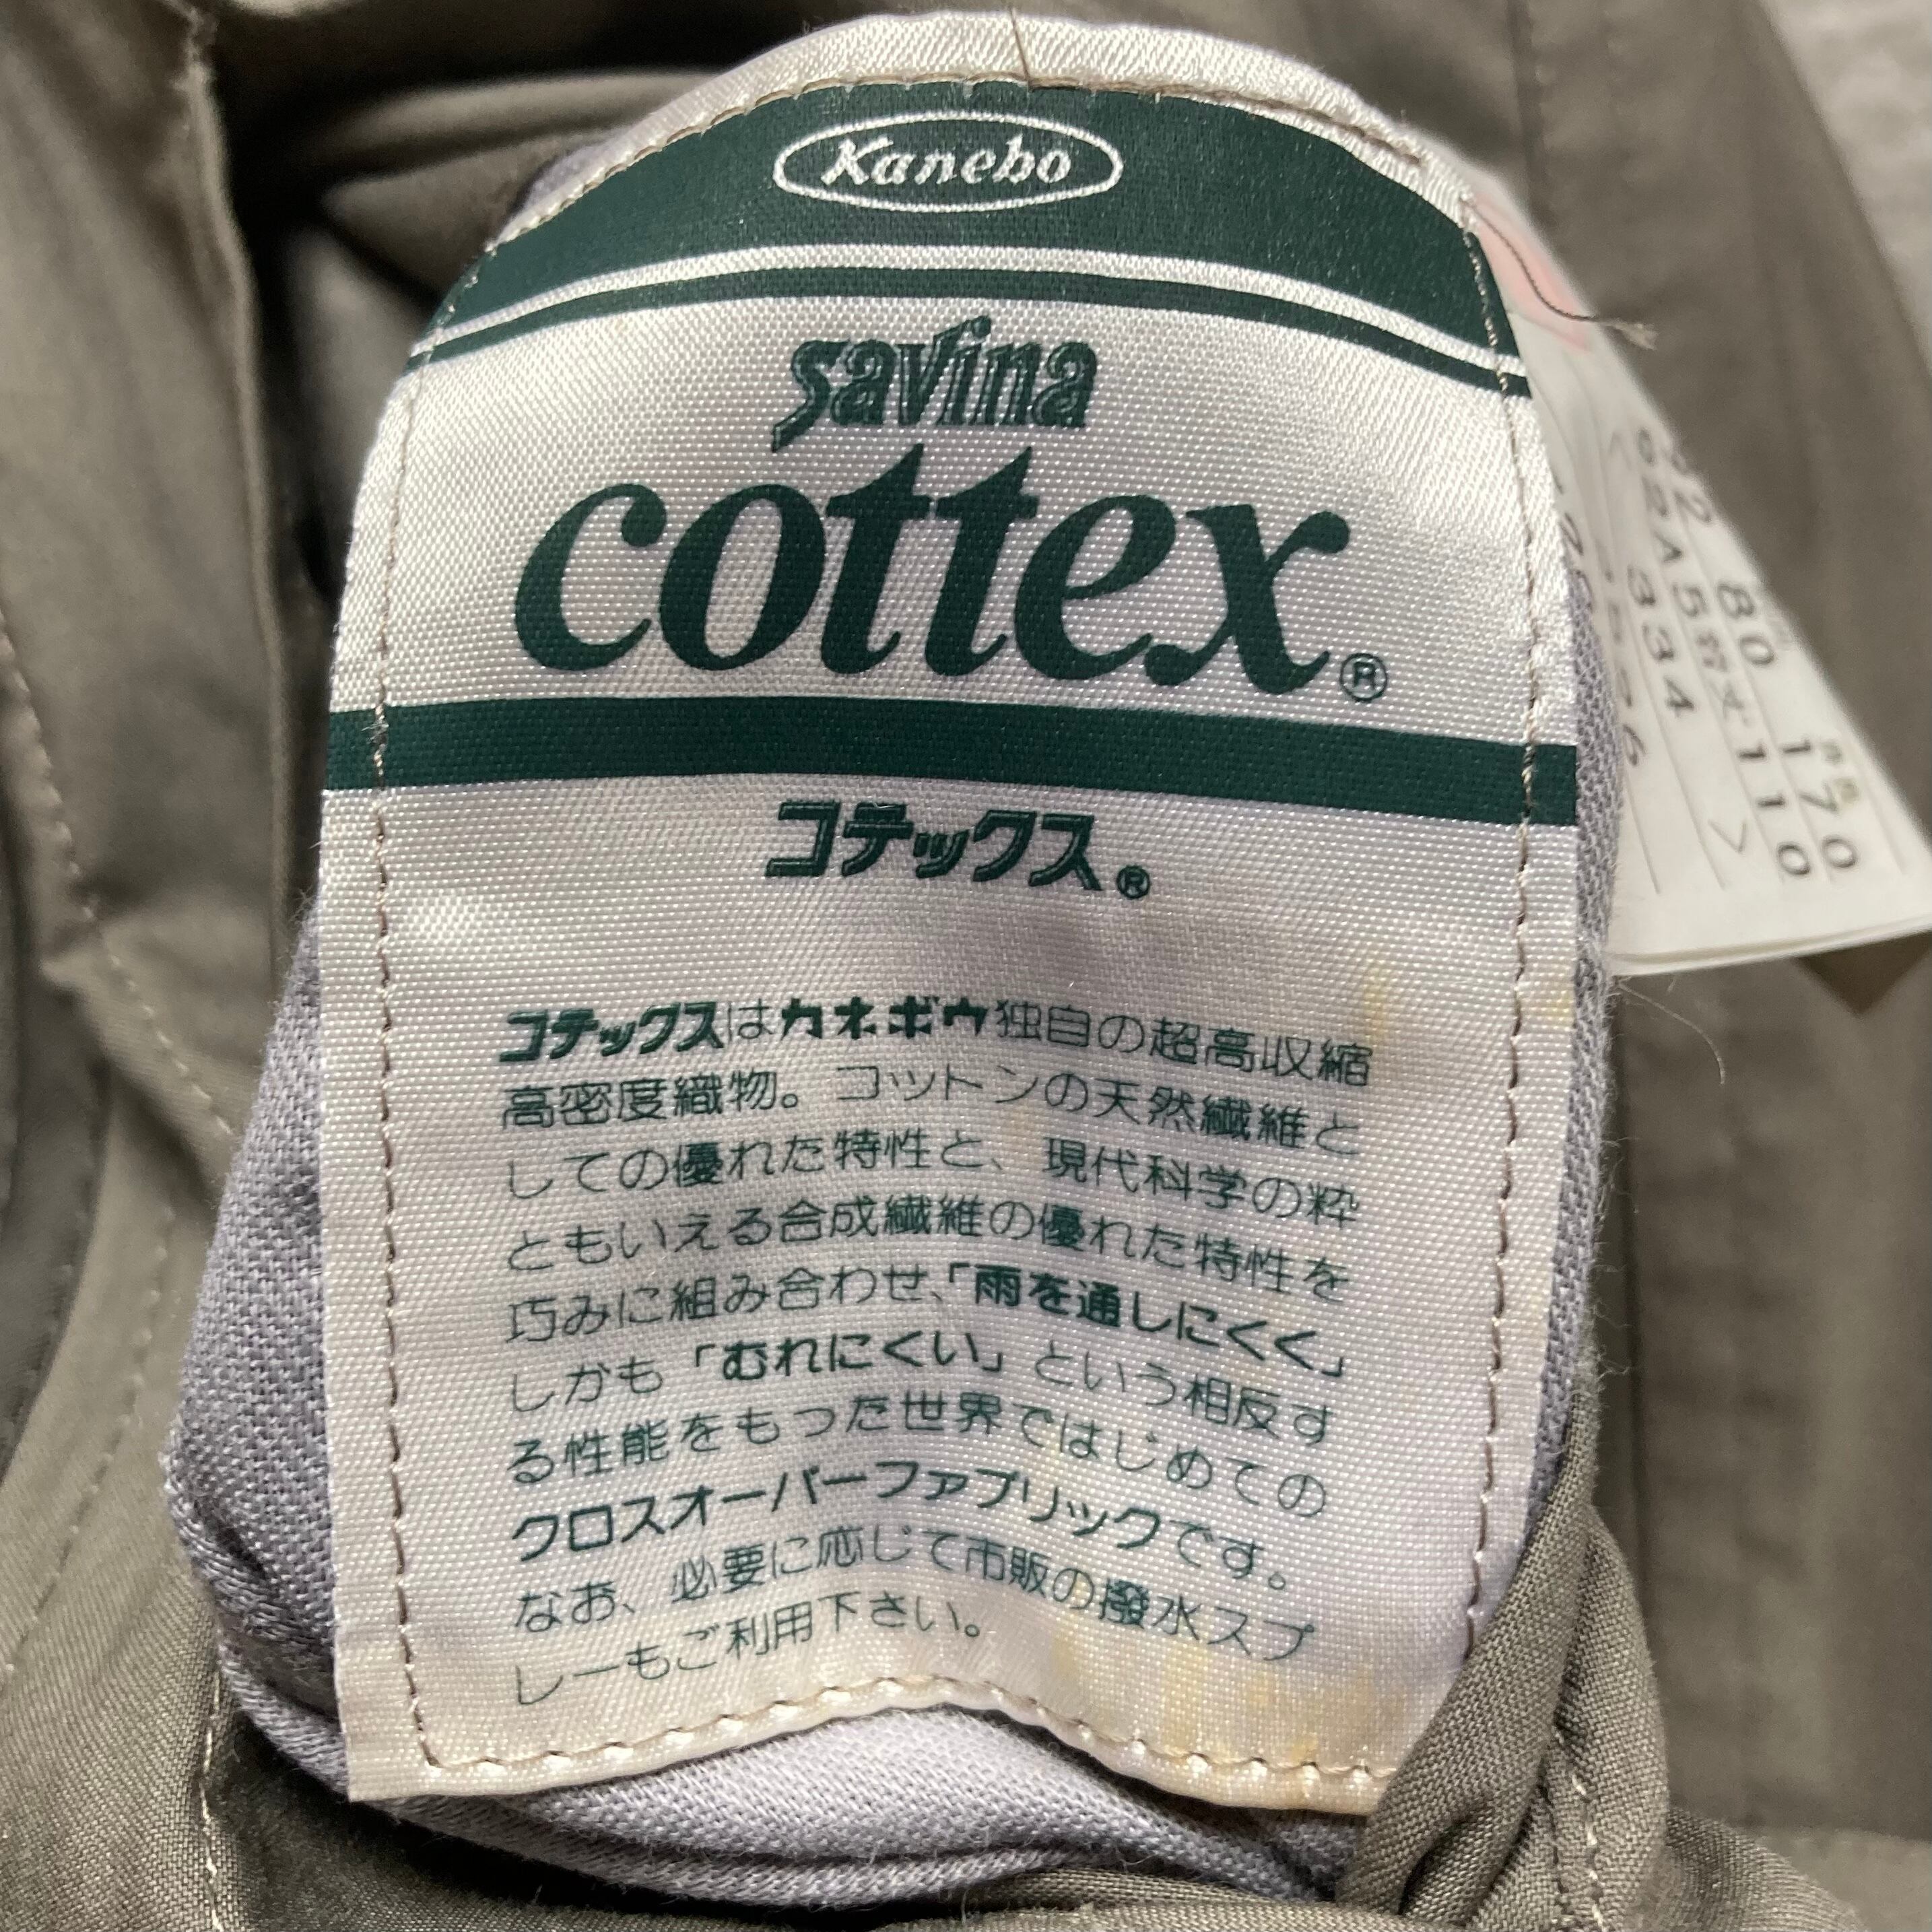 Kanebo
savina
cottex®
コテックス®
コテックスはカネボウ独自の超高収縮
高密度織物。コットンの天然繊維と
しての優れた特性と、現代科学の粋
ともいえる合成繊維の優れた特性を
巧みに組み合わせ、「雨を通しにくく」
しかも「むれにくい」という相反す
る性能をもった世界ではじめての
クロスオーバーファブリックです。
なお、必要に応じて市販の撥水スプ
レーもご利用下さい。
92 80 170
62A5 110
334